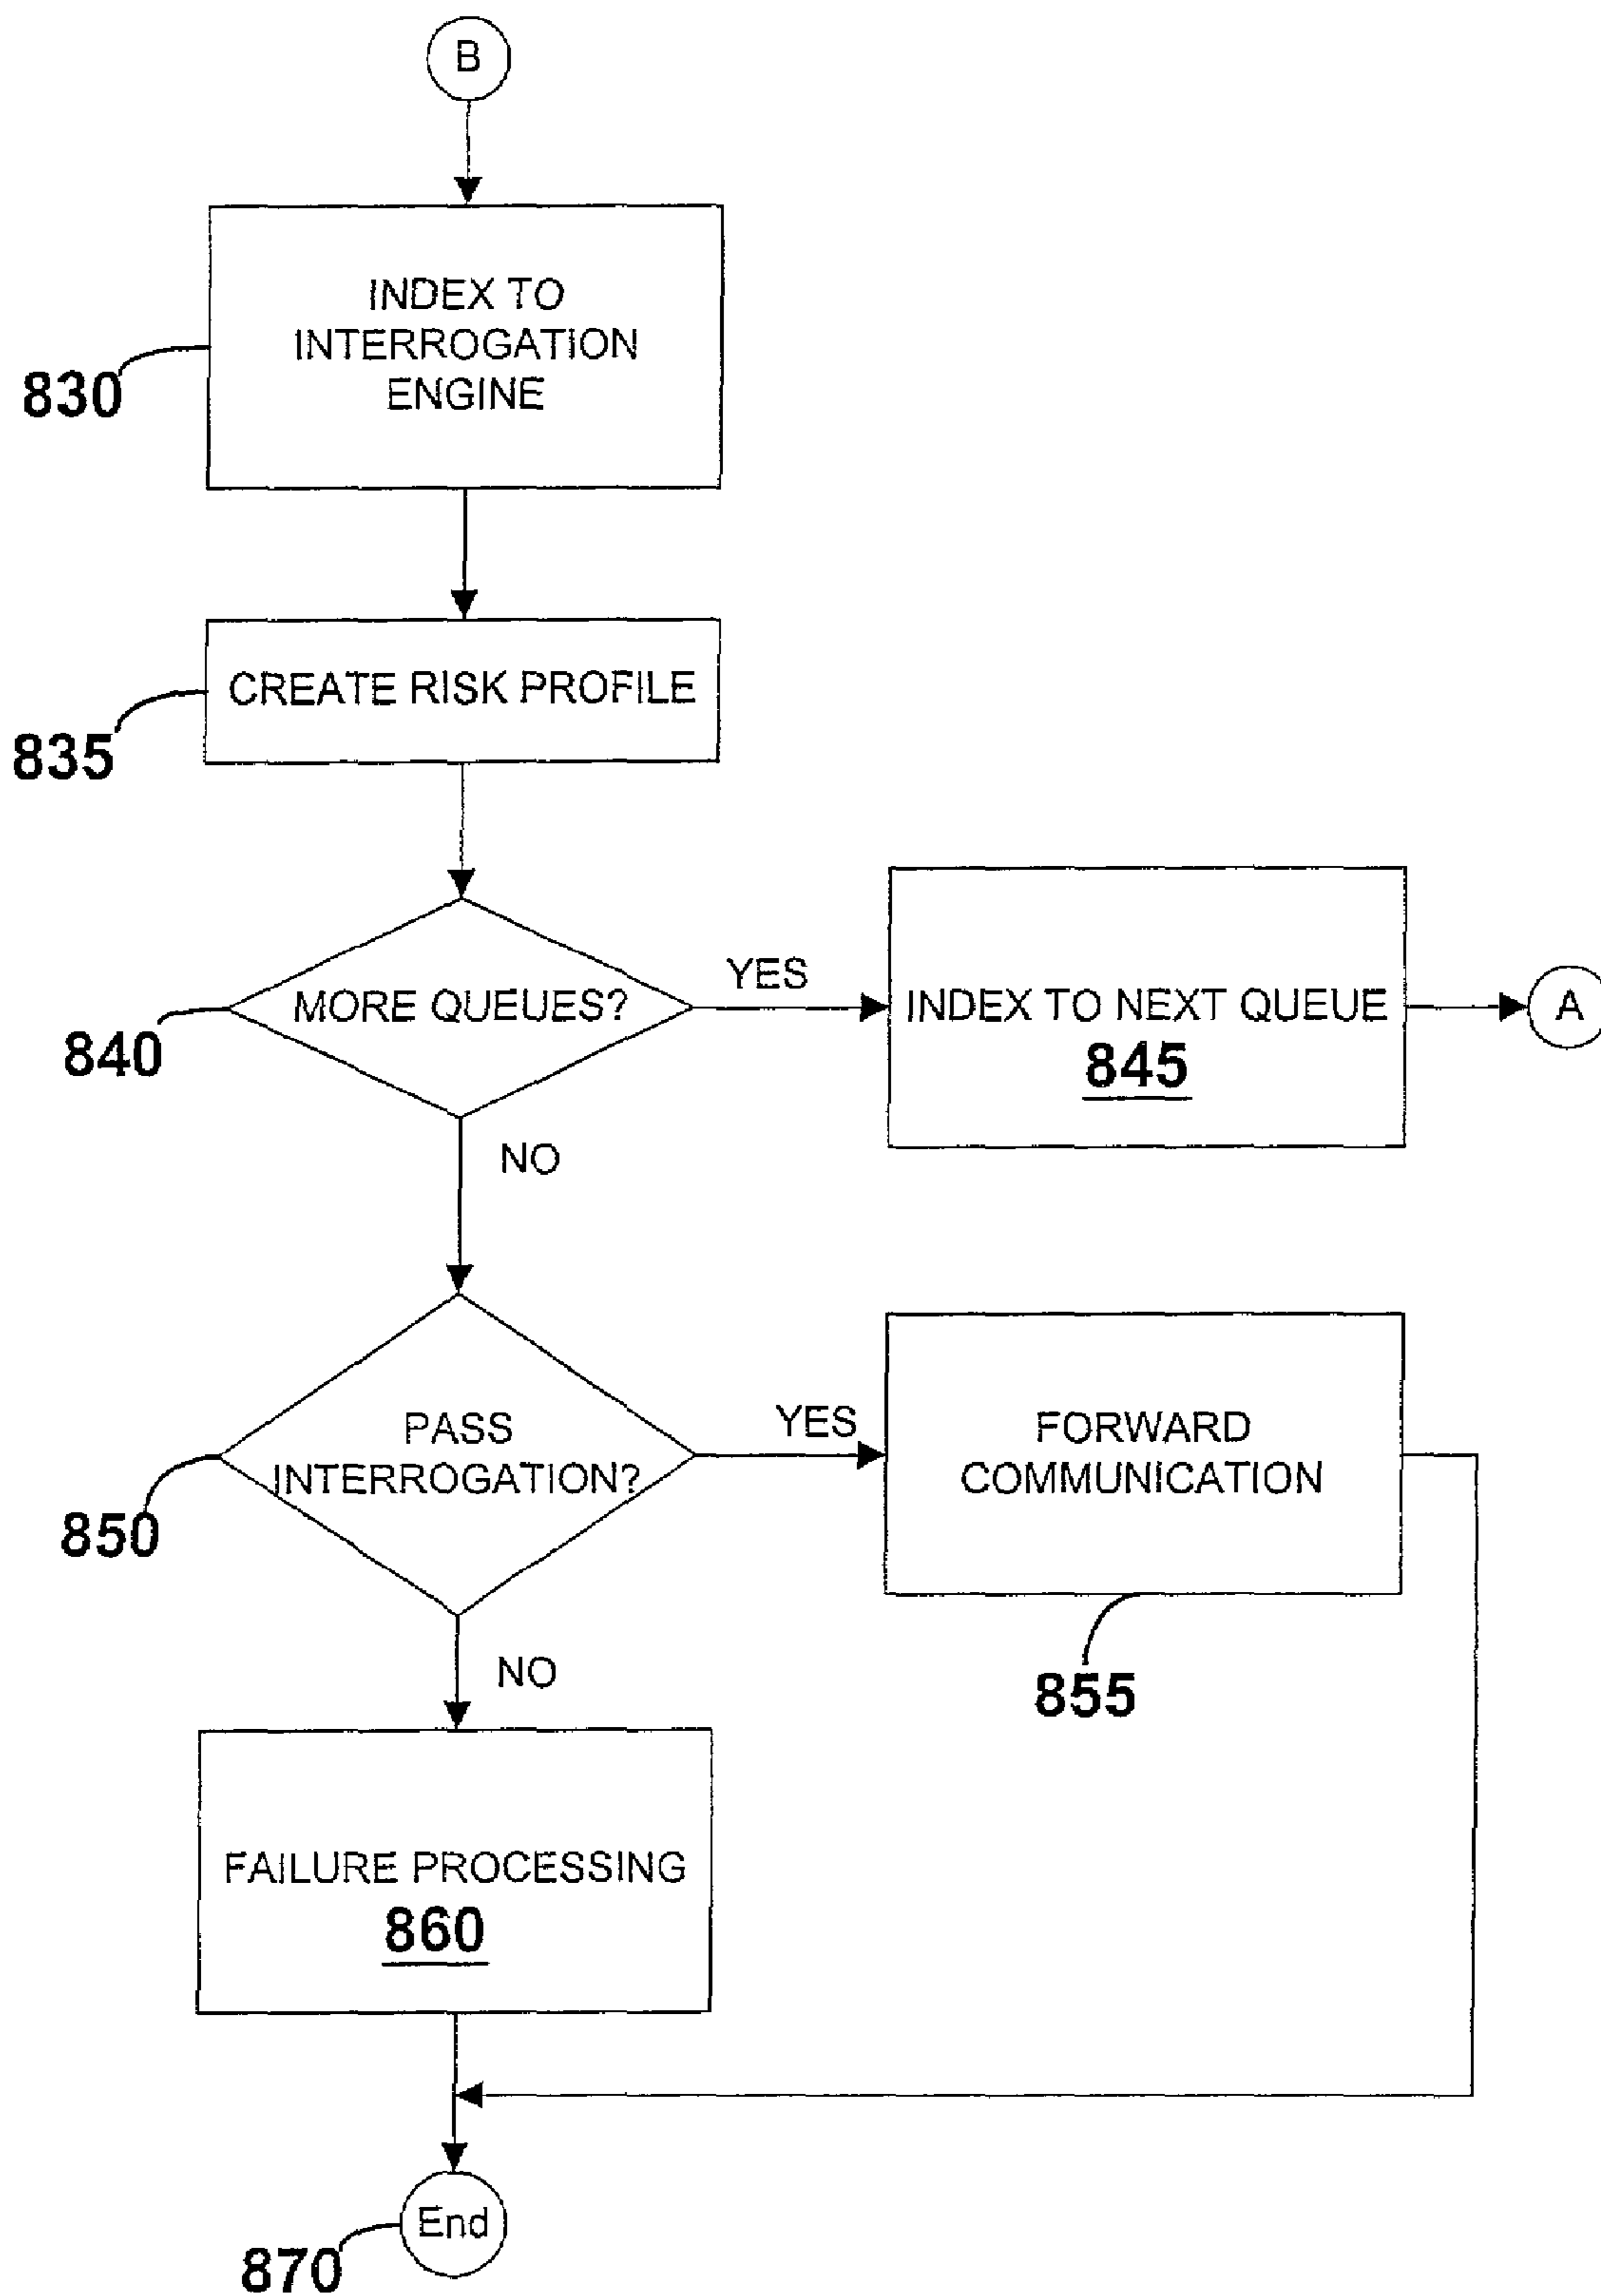 B
INDEX TO
INTERROGATION
ENGINE
830
CREATE RISK PROFILE
835
MORE QUEUES?
840
YES
INDEX TO NEXT QUEUE
845
A
NO
PASS
INTERROGATION?
850
YES
FORWARD
COMMUNICATION
855
NO
FAILURE PROCESSING
860
End
870